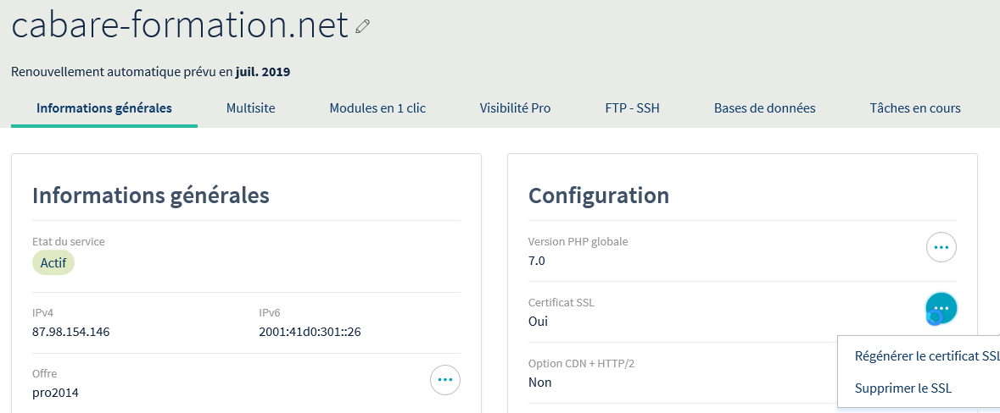 cabare-formation.net
Renouvellement automatique prévu en juil. 2019
Informations générales Multisite Modules en 1 clic Visibilité Pro FTP - SSH Bases de données Tâches en cours
Informations générales
Etat du service
Actif
IPv4 IPv6
87.98.154.146 2001:41d0:301::26
Offre
pro2014
Configuration
Version PHP globale
7.0
Certificat SSL
Oui
Option CDN + HTTP/2
Non
Régénérer le certificat SSL
Supprimer le SSL